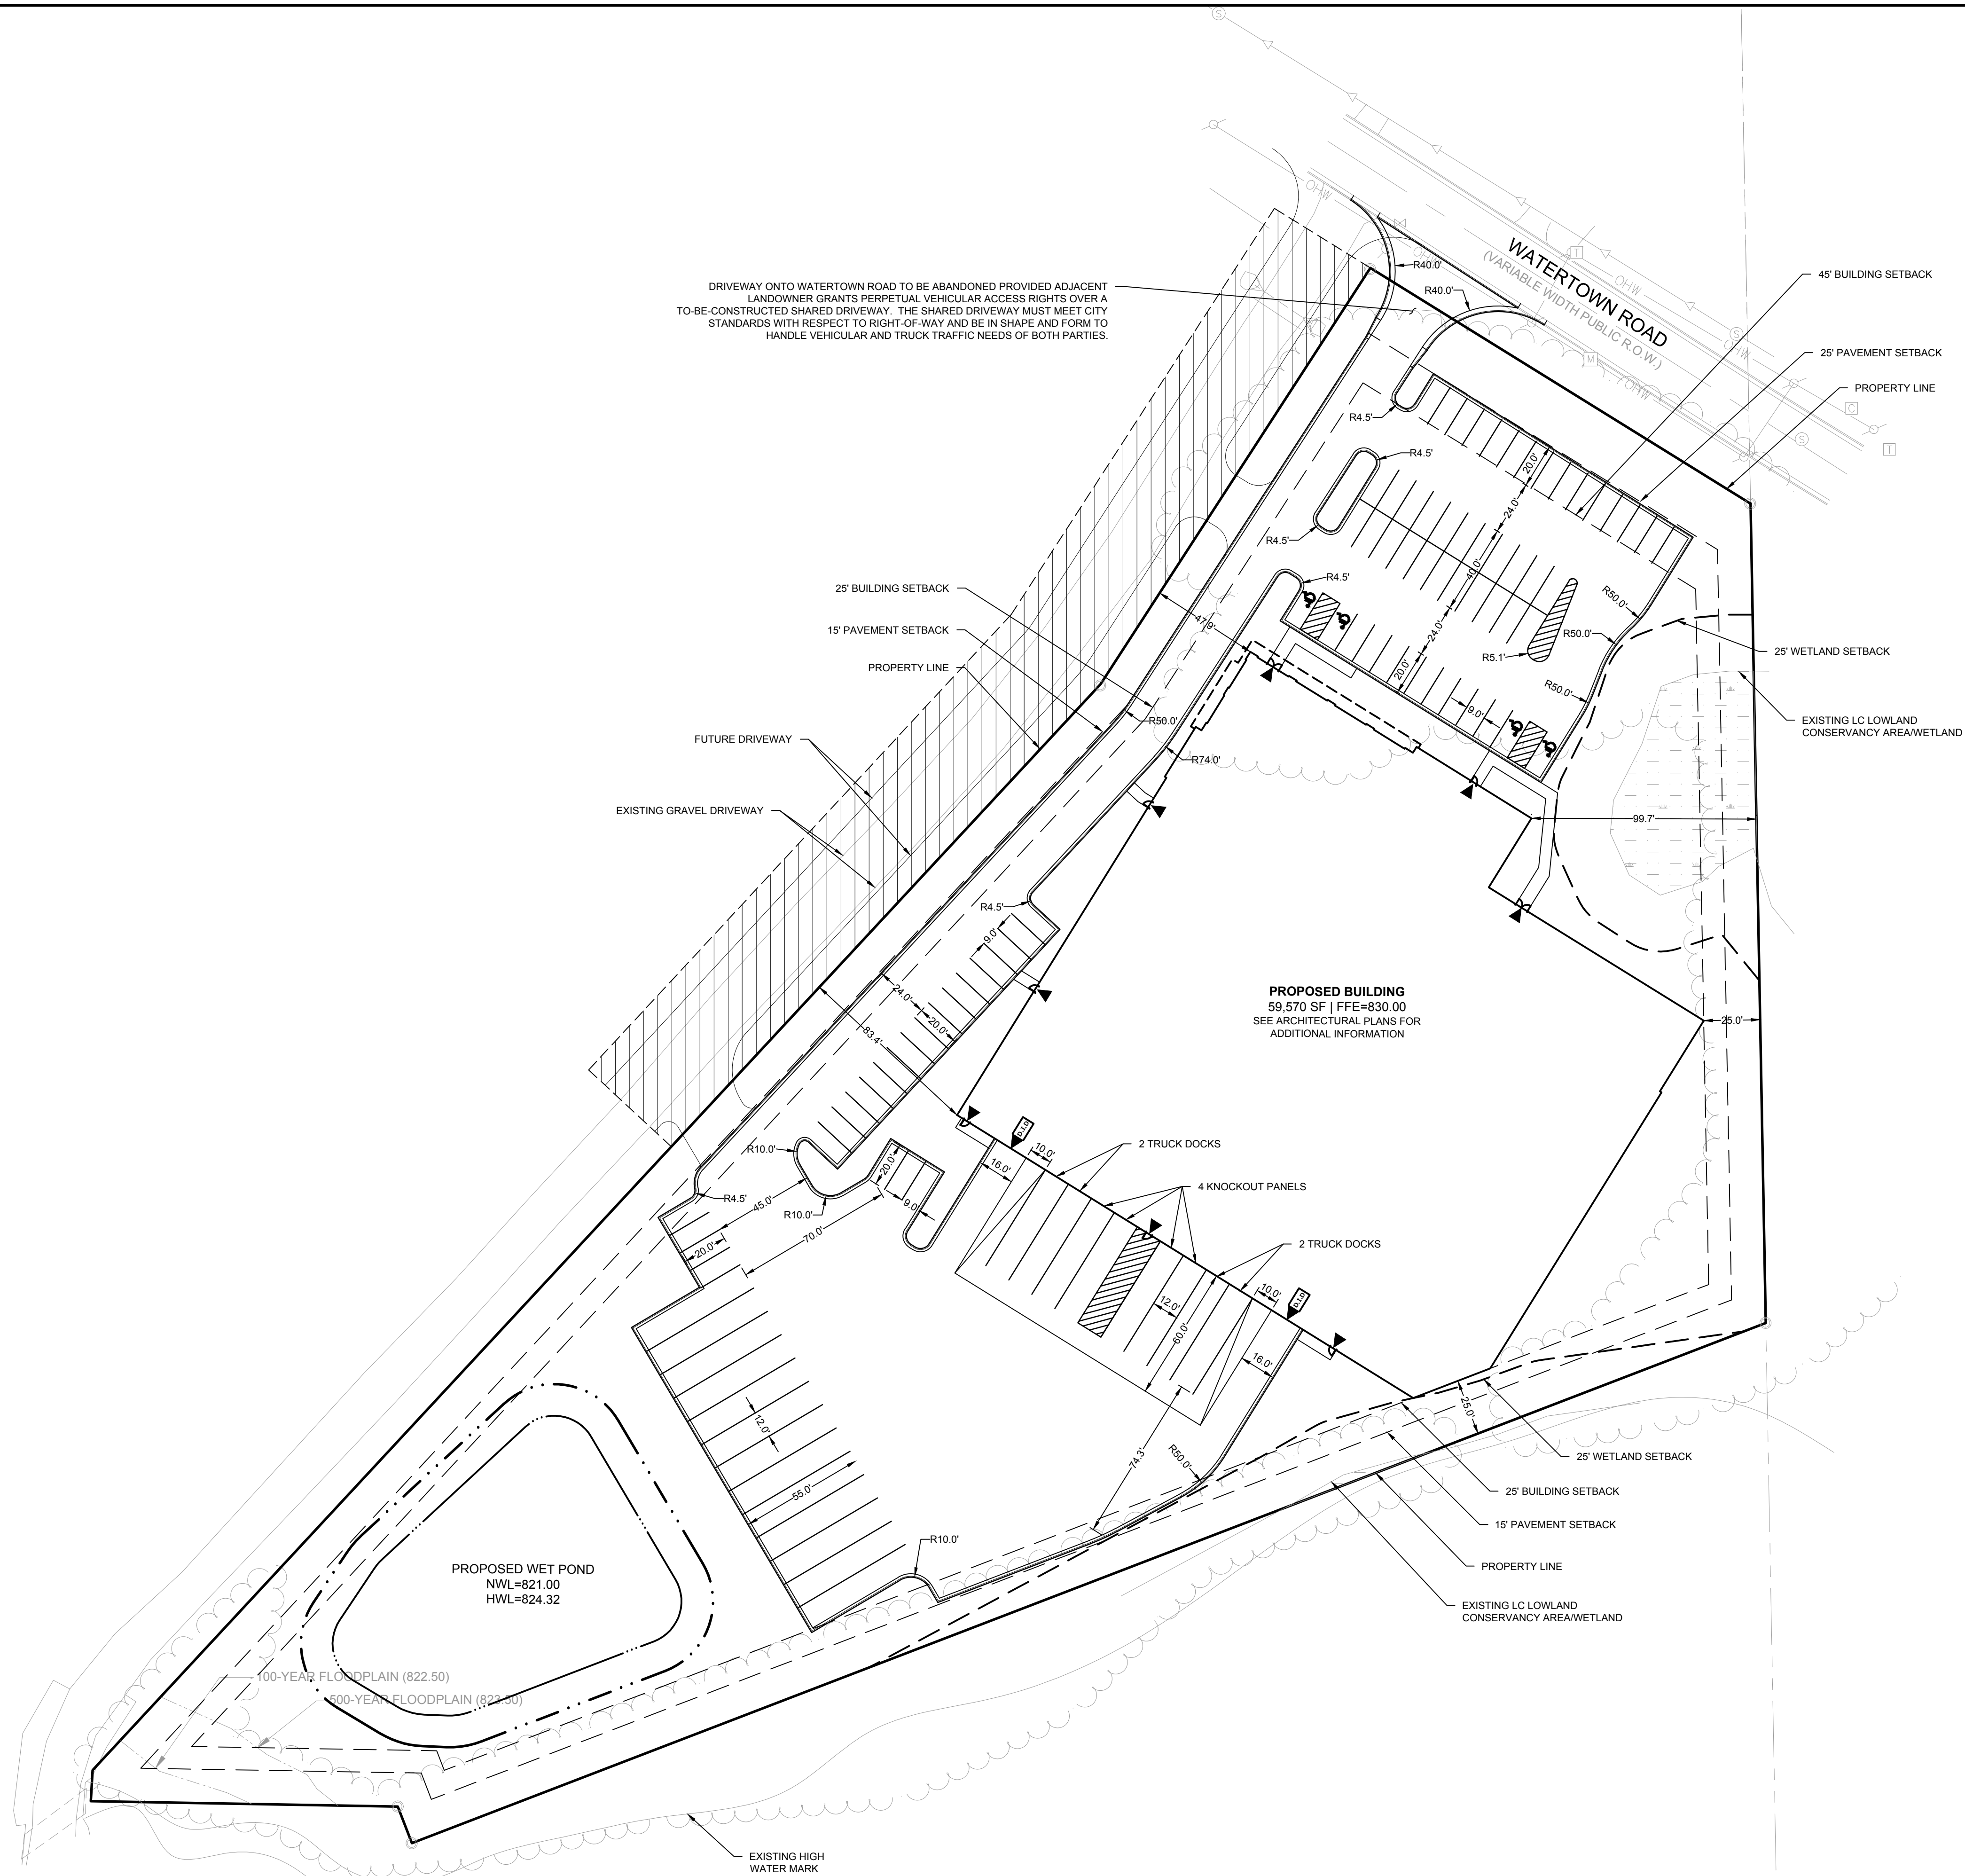 S
OHW
OHW
WATERTOWN ROAD
(VARIABLE WIDTH PUBLIC R.O.W.)
T
OHW
S
OHW
M
OHW
C
S
T
DRIVEWAY ONTO WATERTOWN ROAD TO BE ABANDONED PROVIDED ADJACENT
LANDOWNER GRANTS PERPETUAL VEHICULAR ACCESS RIGHTS OVER A
TO-BE-CONSTRUCTED SHARED DRIVEWAY. THE SHARED DRIVEWAY MUST MEET CITY
STANDARDS WITH RESPECT TO RIGHT-OF-WAY AND BE IN SHAPE AND FORM TO
HANDLE VEHICULAR AND TRUCK TRAFFIC NEEDS OF BOTH PARTIES.
R40.0'
R40.0'
45' BUILDING SETBACK
25' PAVEMENT SETBACK
PROPERTY LINE
R4.5'
R4.5'
R4.5'
R4.5'
20.0'
24.0'
40.0'
24.0'
20.0'
R50.0'
R50.0'
R5.1'
R50.0'
9.0'
25' WETLAND SETBACK
EXISTING LC LOWLAND
CONSERVANCY AREA/WETLAND
25' BUILDING SETBACK
15' PAVEMENT SETBACK
PROPERTY LINE
47.9'
R50.0'
R74.0'
FUTURE DRIVEWAY
EXISTING GRAVEL DRIVEWAY
99.7'
R4.5'
9.0'
24.0'
20.0'
83.4'
PROPOSED BUILDING
59,570 SF | FFE=830.00
SEE ARCHITECTURAL PLANS FOR
ADDITIONAL INFORMATION
25.0'
R10.0'
R4.5'
45.0'
R10.0'
20.0'
70.0'
20.0'
9.0'
D.I.D
16.0'
10.0'
2 TRUCK DOCKS
4 KNOCKOUT PANELS
2 TRUCK DOCKS
12.0'
60.0'
10.0'
D.I.D
16.0'
74.3'
R50.0'
25.0'
12.0'
55.0'
R10.0'
25' WETLAND SETBACK
25' BUILDING SETBACK
15' PAVEMENT SETBACK
PROPERTY LINE
EXISTING LC LOWLAND
CONSERVANCY AREA/WETLAND
PROPOSED WET POND
NWL=821.00
HWL=824.32
100-YEAR FLOODPLAIN (822.50)
500-YEAR FLOODPLAIN (823.50)
EXISTING HIGH
WATER MARK